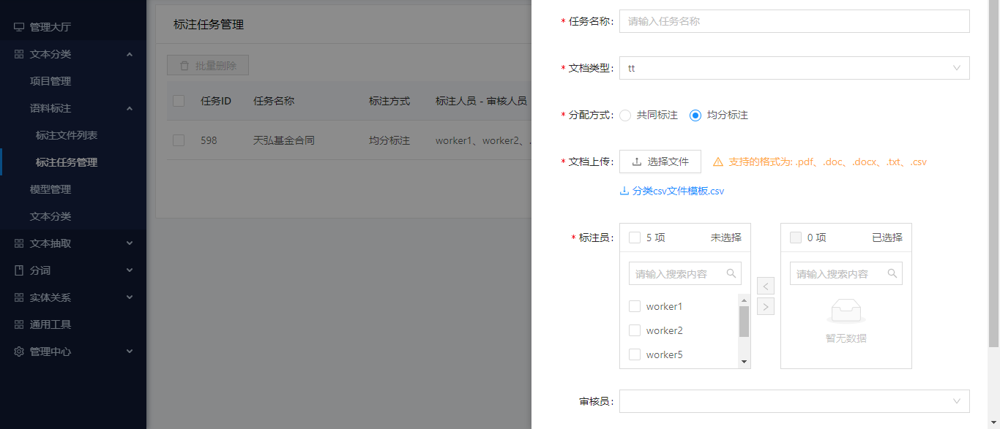 管理大厅
文本分类
项目管理
语料标注
标注文件列表
标注任务管理
模型管理
文本分类
文本抽取
分词
实体关系
通用工具
管理中心
标注任务管理
批量删除
任务ID 任务名称 标注方式 标注人员 - 审核人员
598 天弘基金合同 均分标注 worker1、worker2、.
* 任务名称: 请输入任务名称
* 文档类型: tt
* 分配方式: 共同标注 均分标注
* 文档上传: 选择文件 支持的格式为: .pdf、.doc、.docx、.txt、.csv
分类csv文件模板.csv
* 标注员: 5 项 未选择 0 项 已选择
请输入搜索内容 请输入搜索内容
worker1
worker2
暂无数据
worker5
审核员: